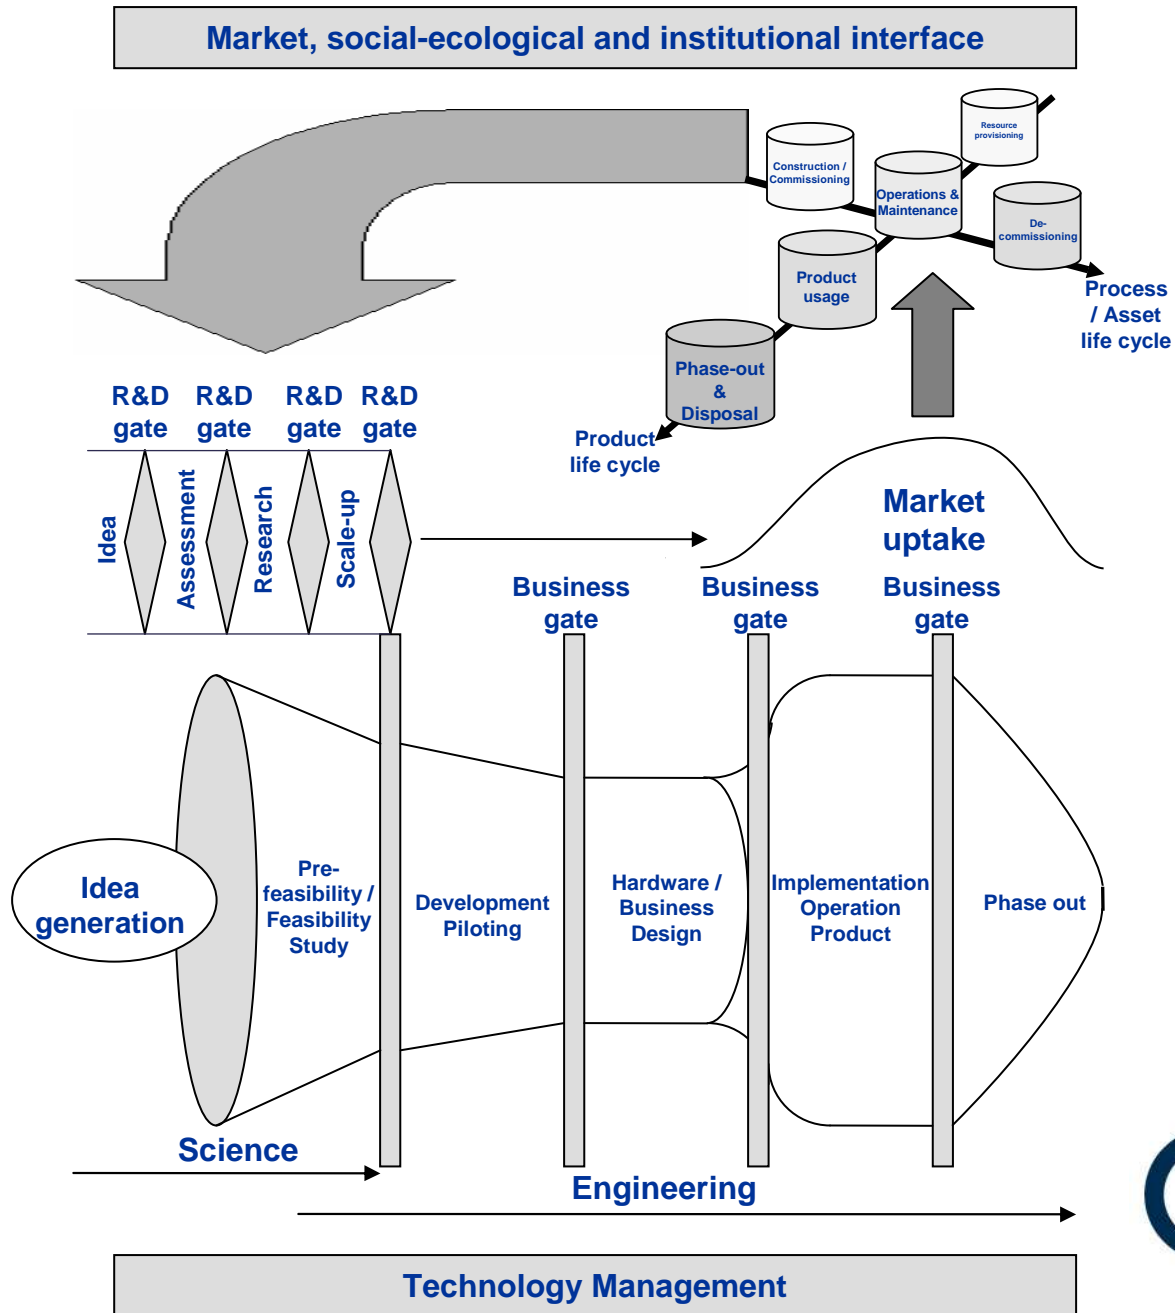 Market, social-ecological and institutional interface
Resource
provisioning
Construction /
Commissioning
Operations &
Maintenance
De-
commissioning
Product
usage
Process
/ Asset
life cycle
Phase-out
&
Disposal
Product
life cycle
R&D
gate
R&D
gate
R&D
gate
R&D
gate
Idea
Assessment
Research
Scale-up
Market
uptake
Business
gate
Business
gate
Business
gate
Idea
generation
Pre-
feasibility /
Feasibility
Study
Development
Piloting
Hardware /
Business
Design
Implementation
Operation
Product
Phase out
Science
Engineering
Technology Management